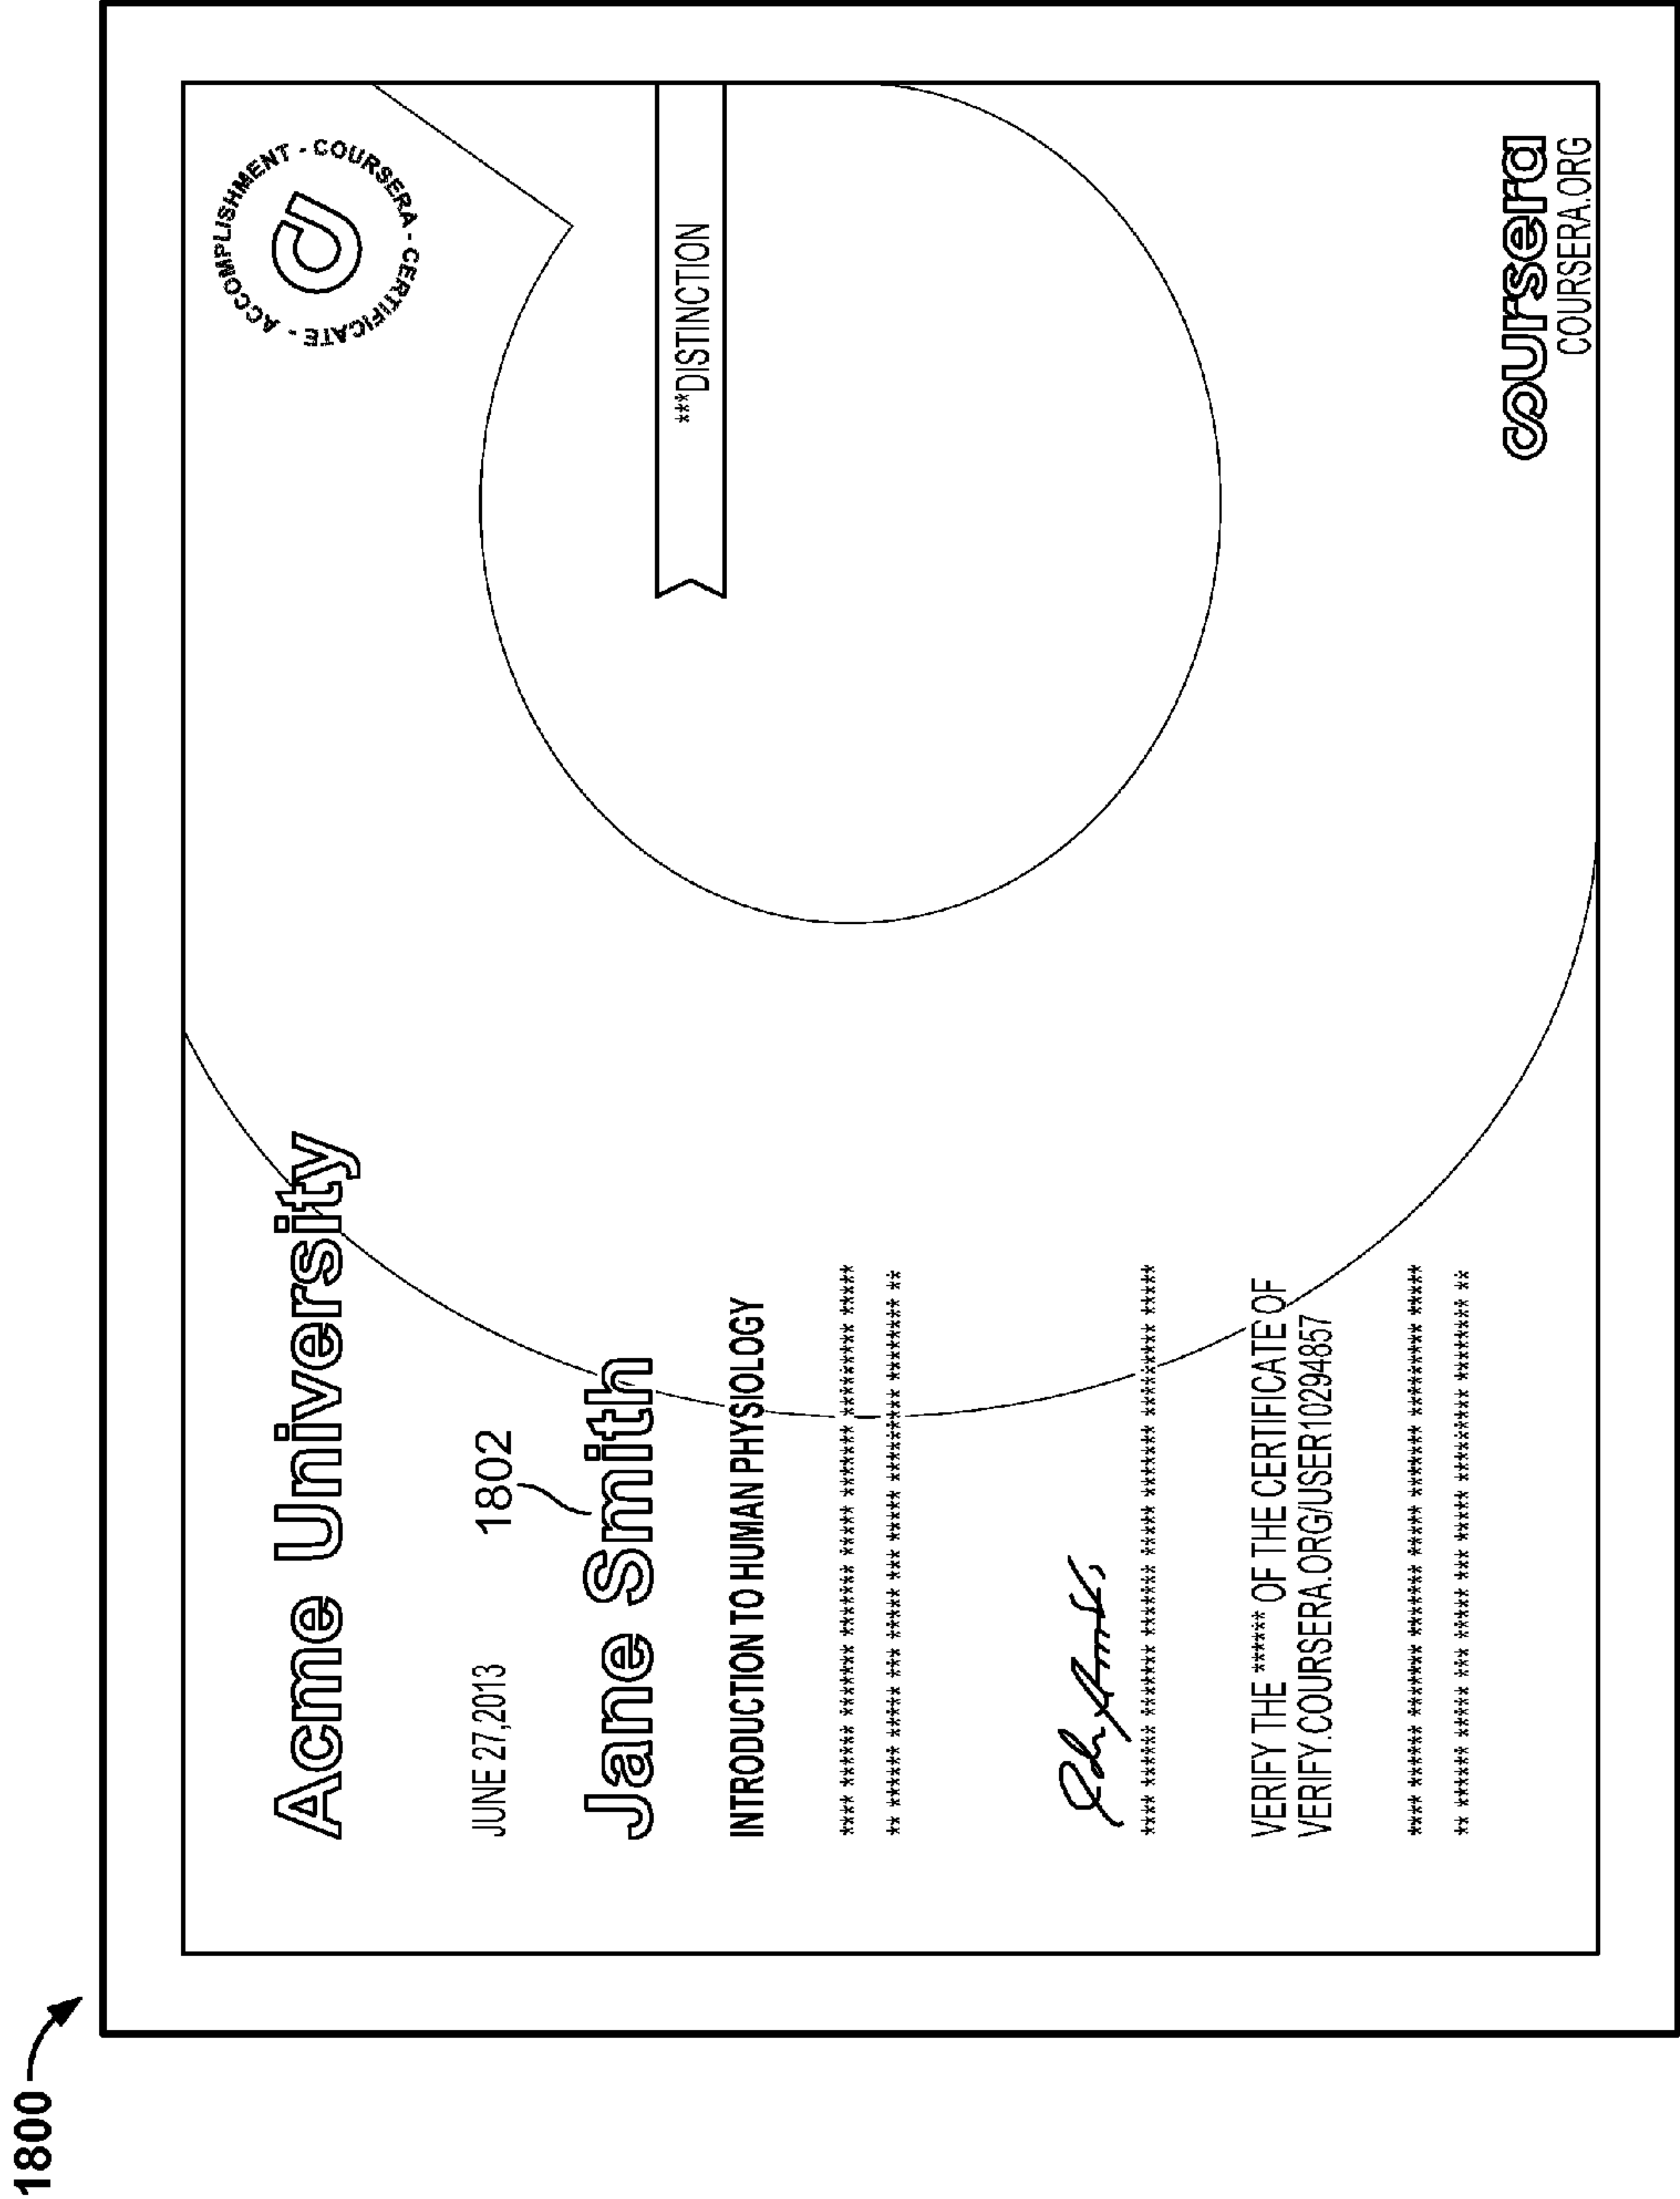 1800
Acme University
COURSERA - CERTIFICATE - ACCOMPLISHMENT -
JUNE 27,2013
1802
Jane Smith
INTRODUCTION TO HUMAN PHYSIOLOGY
***DISTINCTION
**** ****** ******* ****** ***** ******* ******** *****
** ****** ***** *** ***** **** ********* ******** **
**** ****** ******* ****** ***** ******* ******** *****
VERIFY THE ***** OF THE CERTIFICATE OF
VERIFY.COURSERA.ORG/USER10294857
**** ****** ******* ****** ***** ******* ******** *****
** ****** ***** *** ***** **** ********* ******** **
coursera
COURSERA.ORG